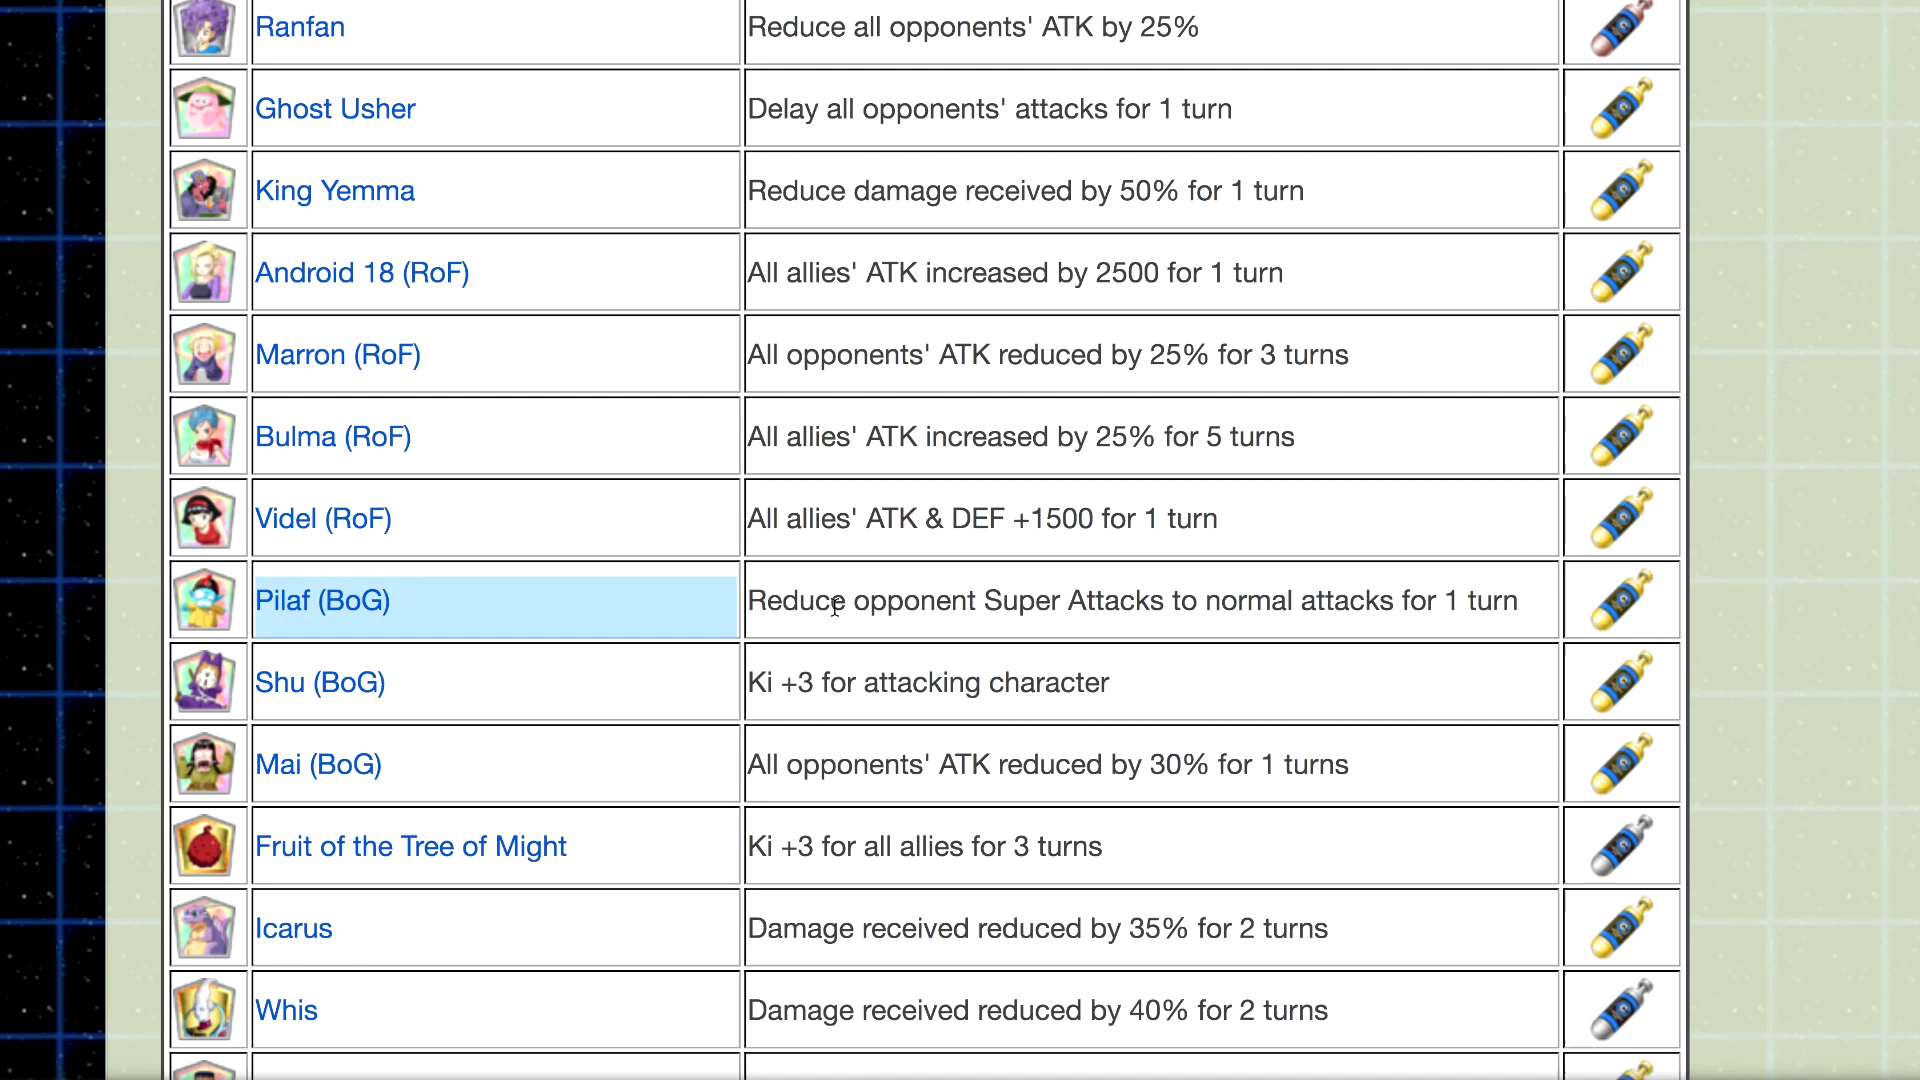 Ranfan
Reduce all opponents' ATK by 25%
Ghost Usher
Delay all opponents' attacks for 1 turn
King Yemma
Reduce damage received by 50% for 1 turn
Android 18 (RoF)
All allies' ATK increased by 2500 for 1 turn
Marron (RoF)
All opponents' ATK reduced by 25% for 3 turns
Bulma (RoF)
All allies' ATK increased by 25% for 5 turns
Videl (RoF)
All allies' ATK & DEF +1500 for 1 turn
Pilaf (BoG)
Reduce opponent Super Attacks to normal attacks for 1 turn
Shu (BoG)
Ki +3 for attacking character
Mai (BoG)
All opponents' ATK reduced by 30% for 1 turns
Fruit of the Tree of Might
Ki +3 for all allies for 3 turns
Icarus
Damage received reduced by 35% for 2 turns
Whis
Damage received reduced by 40% for 2 turns